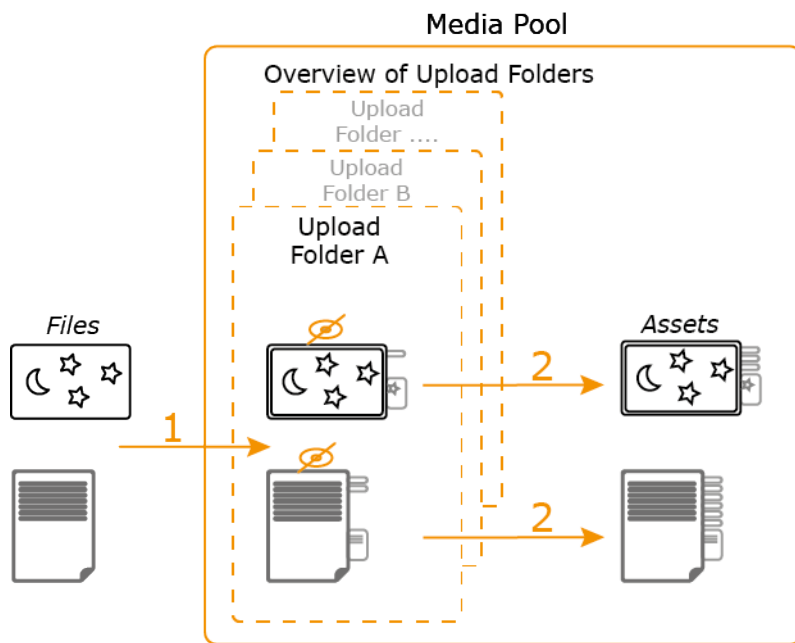 Media Pool
Overview of Upload Folders
Upload
Folder ....
Upload
Folder B
Upload
Folder A
Files
Assets
1
2
2